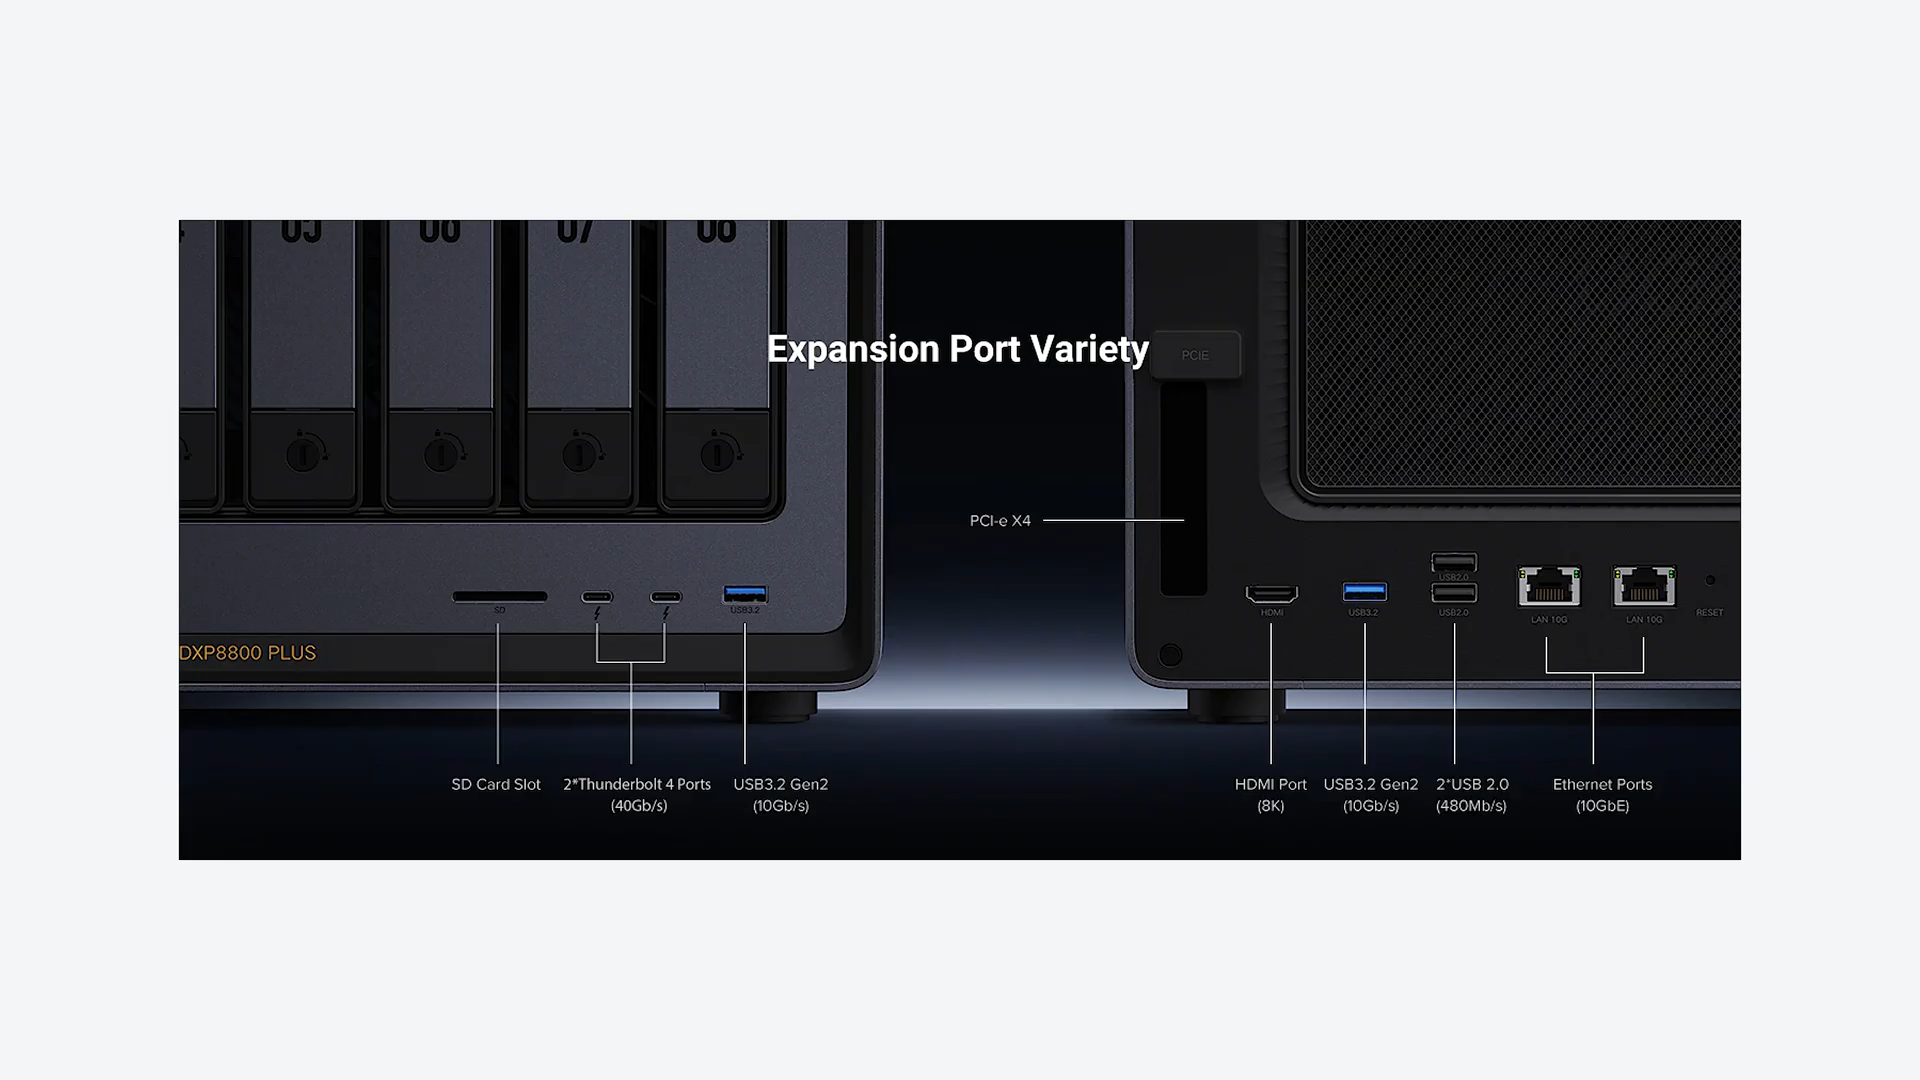 05 06 07 08
Expansion Port Variety
PCIE
PCI-e X4
SD
USB3.2
DXP8800 PLUS
HDMI
USB3.2
USB2.0
USB2.0
LAN 10G
LAN 10G
RESET
SD Card Slot
2*Thunderbolt 4 Ports
(40Gb/s)
USB3.2 Gen2
(10Gb/s)
HDMI Port
(8K)
USB3.2 Gen2
(10Gb/s)
2*USB 2.0
(480Mb/s)
Ethernet Ports
(10GbE)